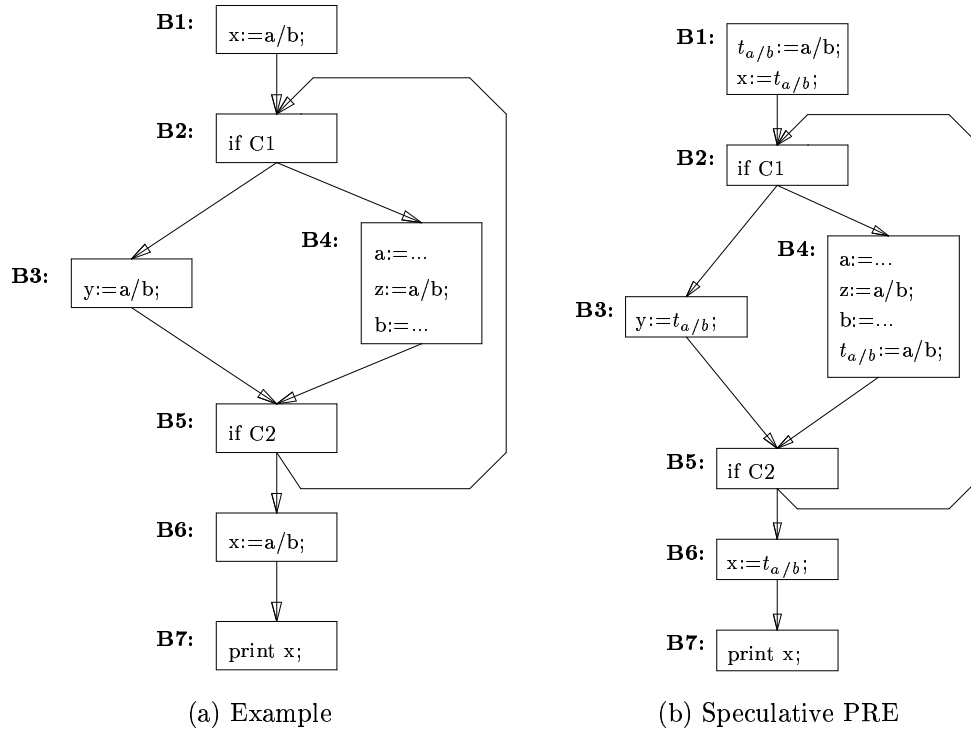 B1:
x:=a/b;
B2:
if C1
B4:
a:=...
z:=a/b;
b:=...
B3:
y:=a/b;
B5:
if C2
B6:
x:=a/b;
B7:
print x;
(a) Example
B1:
t_{a/b}:=a/b;
x:=t_{a/b};
B2:
if C1
B4:
a:=...
z:=a/b;
b:=...
t_{a/b}:=a/b;
B3:
y:=t_{a/b};
B5:
if C2
B6:
x:=t_{a/b};
B7:
print x;
(b) Speculative PRE